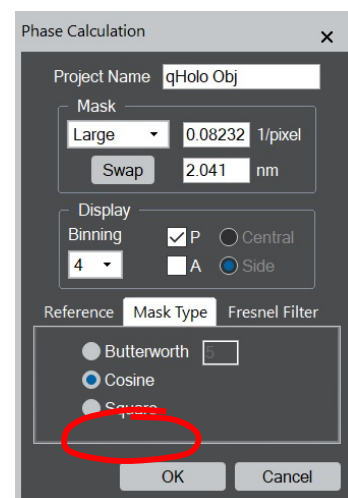 Phase Calculation x
Project Name qHolo Obj
Mask
Large 0.08232 1/pixel
Swap 2.041 nm
Display
Binning P Central
4 A Side
Reference Mask Type Fresnel Filter
Butterworth 5
Cosine
Square
OK Cancel